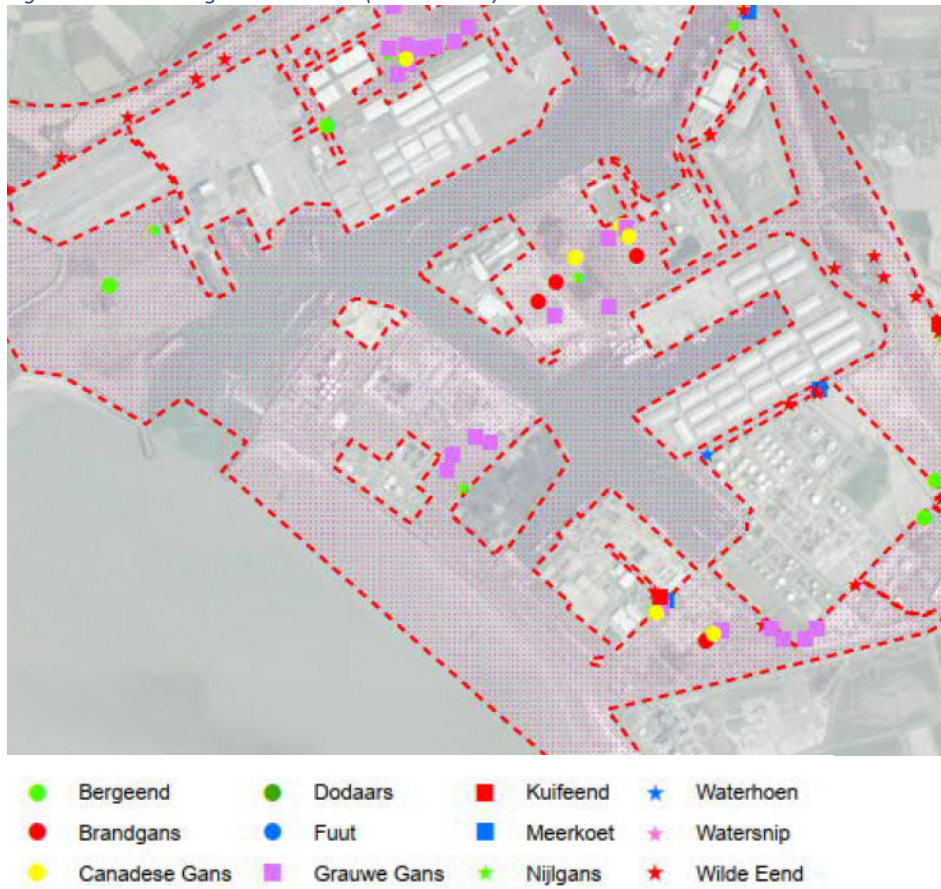 Bergeend Dodaars Kuifeend Waterhoen
Brandgans Fuut Meerkoet Watersnip
Canadese Gans Grauwe Gans Nijlgans Wilde Eend